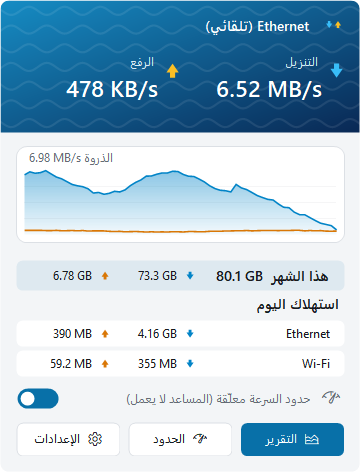 Ethernet (تلقائي)
التنزيل
الرفع
6.52 MB/s
478 KB/s
الذروة 6.98 MB/s
هذا الشهر 80.1 GB 73.3 GB 6.78 GB
استهلاك اليوم
Ethernet 4.16 GB 390 MB
Wi-Fi 355 MB 59.2 MB
حدود السرعة معلّقة (المساعد لا يعمل)
التقرير
الحدود
الإعدادات